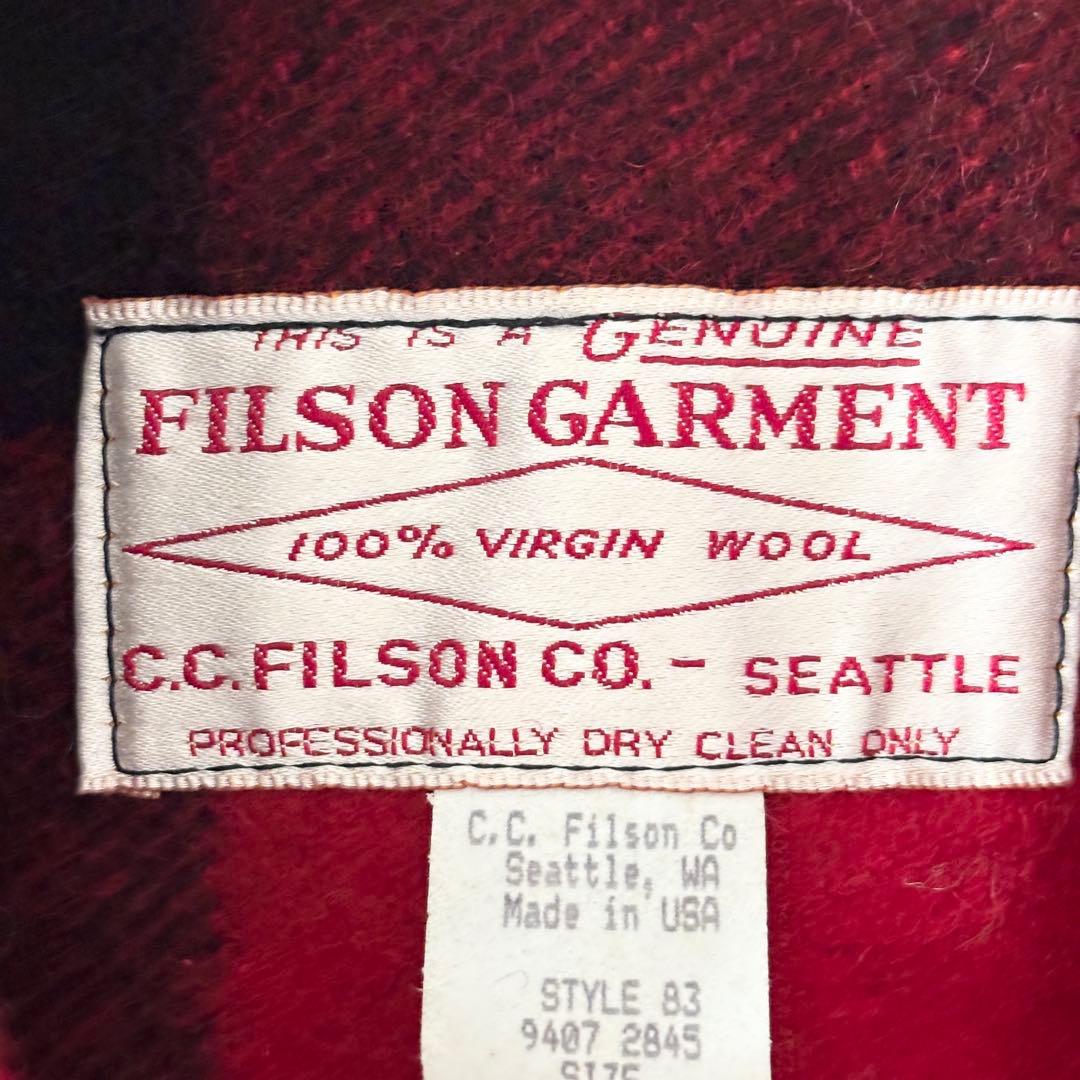 THIS IS A GENUINE
FILSON GARMENT
100% VIRGIN WOOL
C.C. FILSON CO. - SEATTLE
PROFESSIONALLY DRY CLEAN ONLY
C.C. Filson Co
Seattle, WA
Made in USA
STYLE 83
9407 2845
SIZE